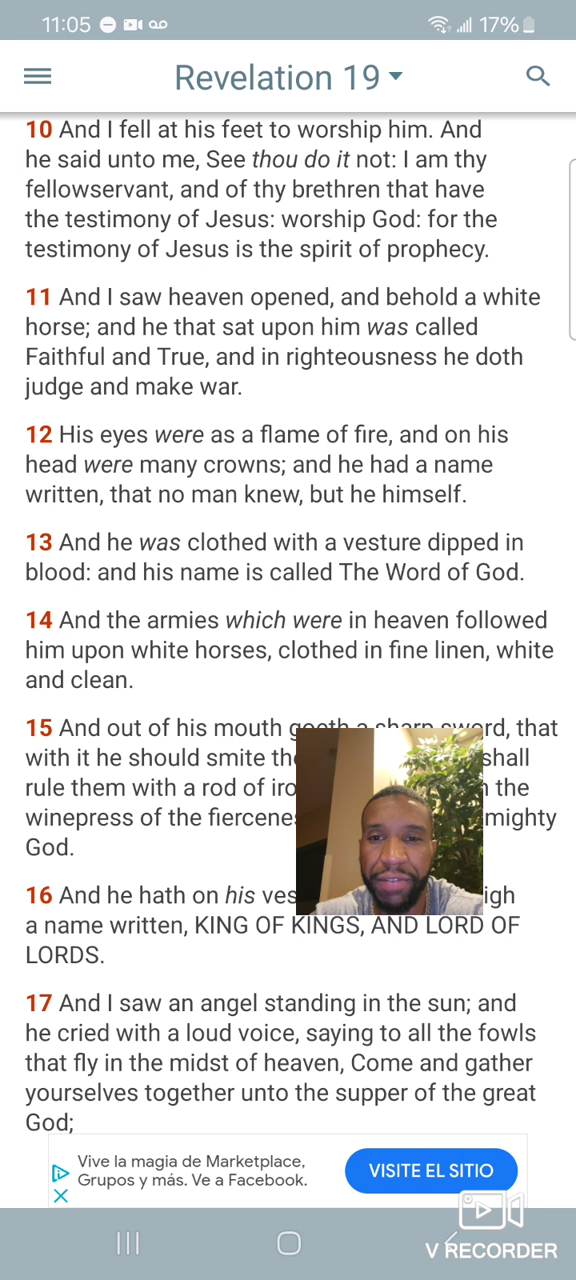 11:05
17%
Revelation 19
10 And I fell at his feet to worship him. And
he said unto me, See thou do it not: I am thy
fellowservant, and of thy brethren that have
the testimony of Jesus: worship God: for the
testimony of Jesus is the spirit of prophecy.
11 And I saw heaven opened, and behold a white
horse; and he that sat upon him was called
Faithful and True, and in righteousness he doth
judge and make war.
12 His eyes were as a flame of fire, and on his
head were many crowns; and he had a name
written, that no man knew, but he himself.
13 And he was clothed with a vesture dipped in
blood: and his name is called The Word of God.
14 And the armies which were in heaven followed
him upon white horses, clothed in fine linen, white
and clean.
15 And out of his mouth goeth a sharp sword, that
with it he should smite shall
rule them with a rod of the
winepress of the
God.
16 And he hath on his
a name written, KING OF KINGS, AND LORD OF
LORDS.
17 And I saw an angel standing in the sun; and
he cried with a loud voice, saying to all the fowls
that fly in the midst of heaven, Come and gather
yourselves together unto the supper of the great
God;
Vive la magia de Marketplace,
Grupos y más. Ve a Facebook.
VISITE EL SITIO
V RECORDER